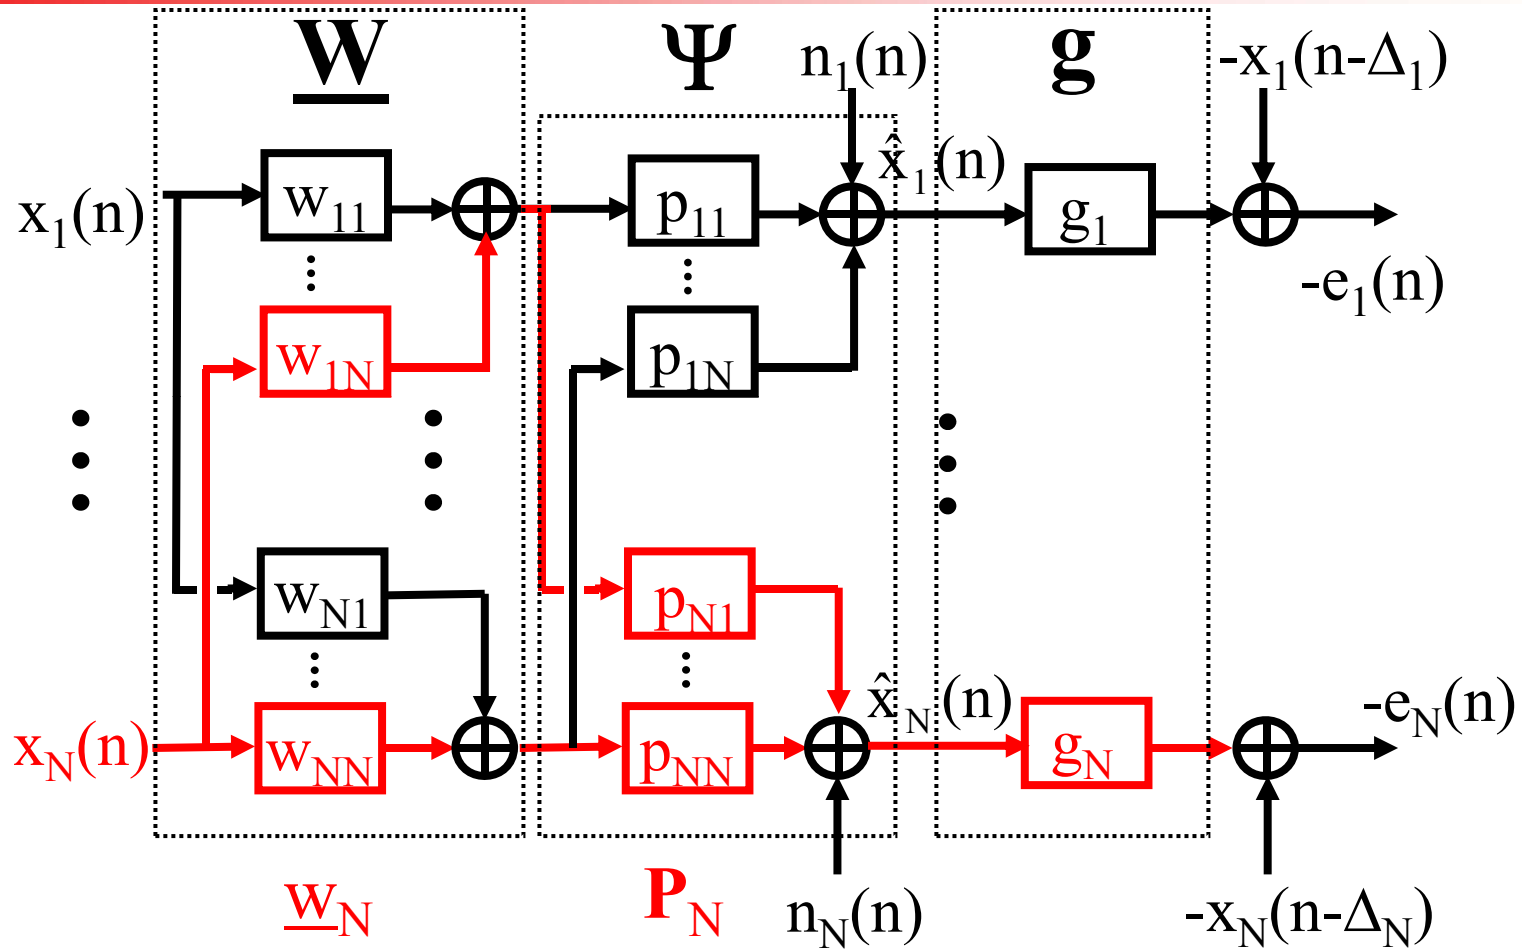 W Ψ g
n₁(n) -x₁(n-Δ₁)
x₁(n) w₁₁ p₁₁ x̂₁(n) g₁
-e₁(n)
w₁N p₁N
wN1 pN1
xN(n) wNN pNN x̂N(n) gN -eN(n)
wN PN nN(n) -xN(n-ΔN)